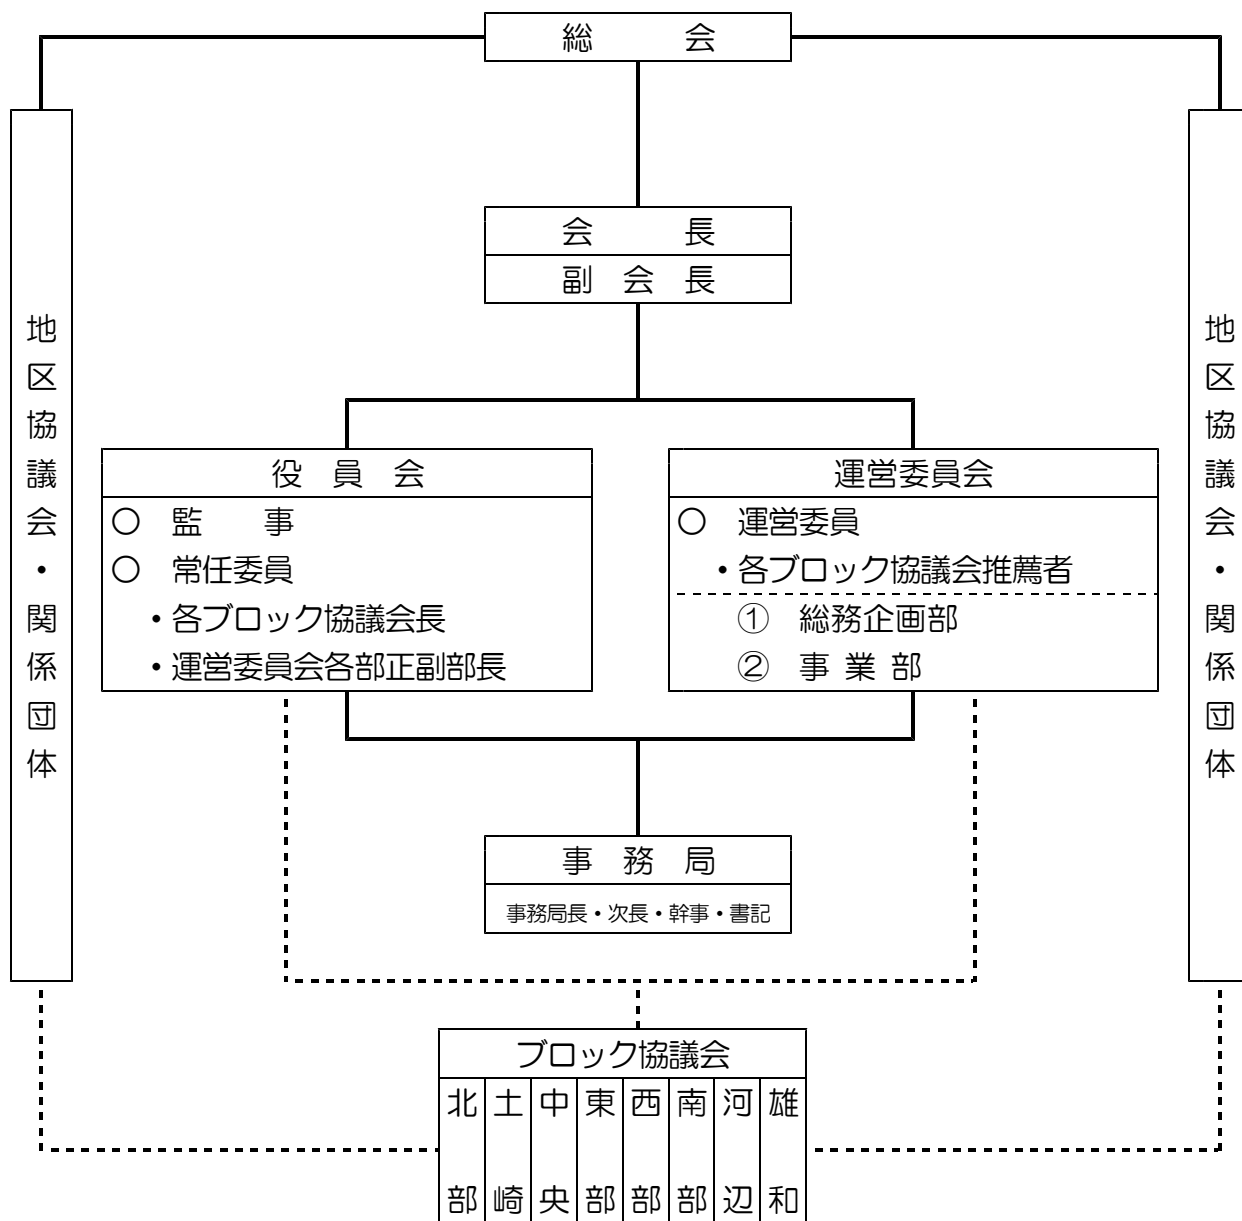 総　会
会　長
副　会　長
地区協議会・関係団体
役　員　会
○　監　事
○　常任委員
・各ブロック協議会長
・運営委員会各部正副部長
運営委員会
○　運営委員
・各ブロック協議会推薦者
①　総務企画部
②　事 業 部
地区協議会・関係団体
事　務　局
事務局長・次長・幹事・書記
ブロック協議会
北部
土崎
中央
東部
西部
南部
河辺
雄和